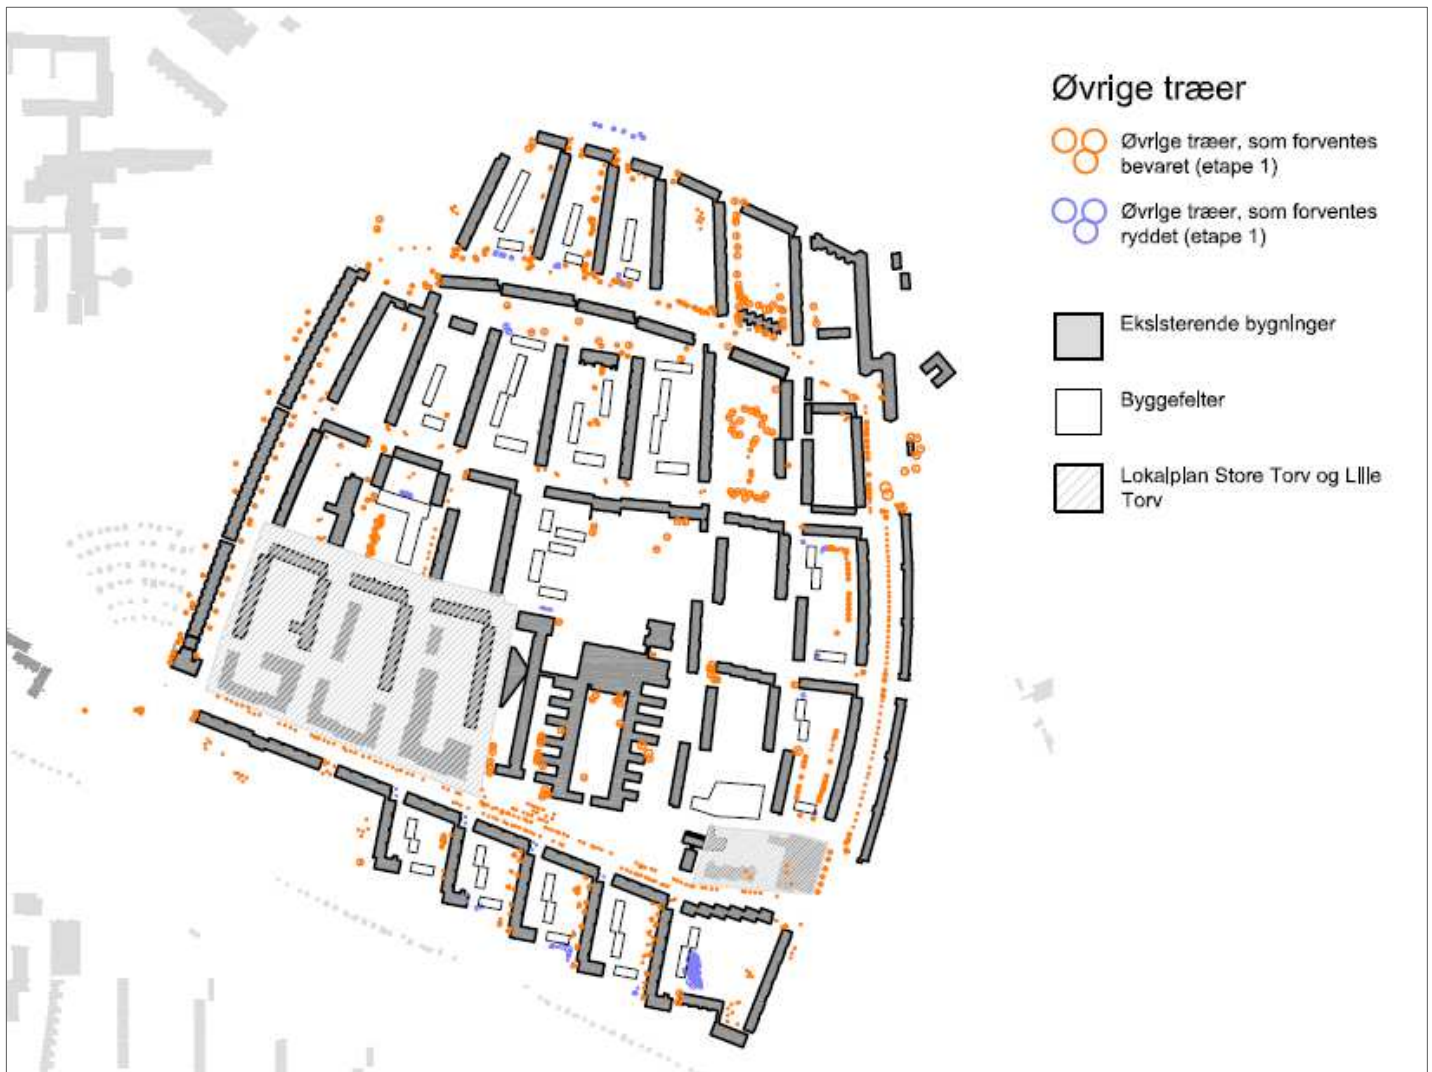 Øvrige træer
Øvrige træer, som forventes
bevaret (etape 1)
Øvrige træer, som forventes
ryddet (etape 1)
Eksisterende bygninger
Byggefelter
Lokalplan Store Torv og Lille
Torv